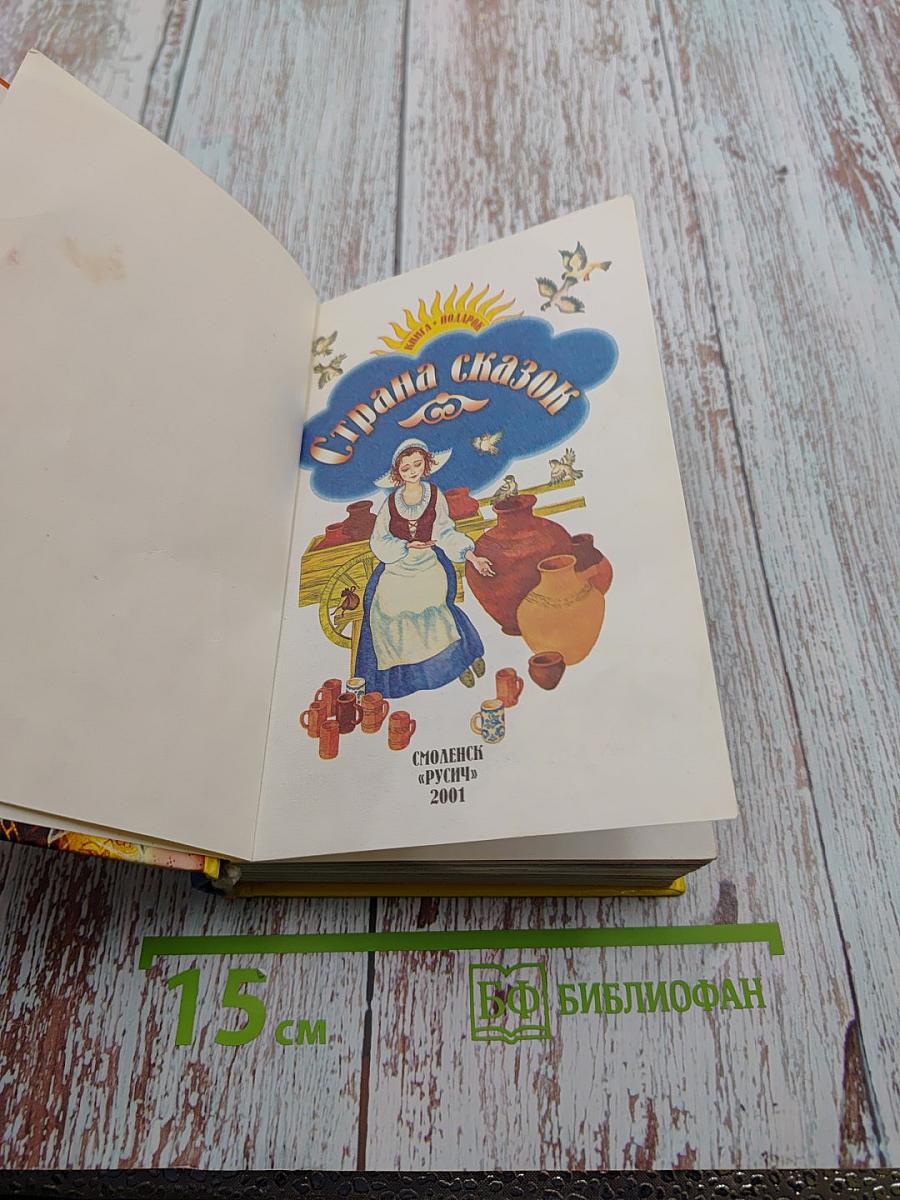 КНИГА • ПОДАРОК
Страна сказок
СМОЛЕНСК
«РУСИЧ»
2001
15 см
БФ БИБЛИОФАН